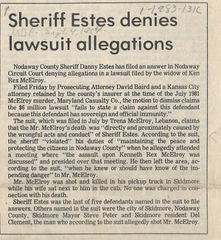 1-1253-131C
Sheriff Estes denies
lawsuit allegations
Nodaway County Sheriff Danny Estes has filed an answer in Nodaway
Circuit Court denying allegations in a lawsuit filed by the widow of Ken
Rex McElroy.
Filed Friday by Prosecuting Attorney David Baird and a Kansas City
attorney retained by the county's insurer at the time of the July 1981
McElroy murder, Maryland Casualty Co., the motion to dismiss claims
the $6 million lawsuit "fails to state a claim against this defendant
because this defendant has sovereign and official immunity."
The suit, which was filed in July by Trena McElroy, Lebanon, claims
that Mr. McElroy's death was "directly and proximately caused by
the wrongful acts and conduct" of Sheriff Estes. According to the suit,
the sheriff "violated" his duties of "maintaining the peace and
protecting the citizens in Nodaway County" when he allegedly attended
a meeting where "the assault upon Kenneth Rex McElroy was
discussed" and presided over that meeting. He then left the area, ac-
cording to the suit, "when he knew or should have know of the immi-
nent danger" to Mr. McElroy.
Mr. McElroy was shot and killed in his pickup truck in Skidmore
while his wife sat next to him in the cab. No one was charged in con-
nection with his death.
Sheriff Estes was the last of five defendants named in the suit to file
answers. Others named in the suit were the city of Skidmore, Nodaway
County, Skidmore Mayor Steve Peter and Skidmore resident Del
Clement, the man who according to the suit allegedly shot Mr. McElroy.